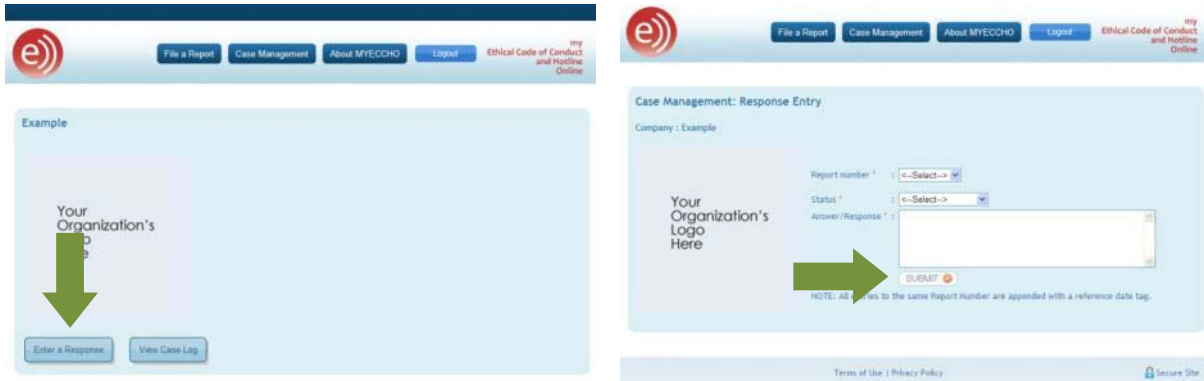 e))
File a Report Case Management About MYECCHO Logout
my
Ethical Code of Conduct
and Hotline
Online
Example
Your
Organization's
Enter a Response View Case Log
e))
File a Report Case Management About MYECCHO Logout
my
Ethical Code of Conduct
and Hotline
Online
Case Management: Response Entry
Company : Example
Your
Organization's
Logo
Here
Report number * : <--Select-->
Status * : <--Select-->
Answer/Response * :
SUBMIT
NOTE: All entries to the same Report Number are appended with a reference date tag.
Terms of Use | Privacy Policy
Secure Site